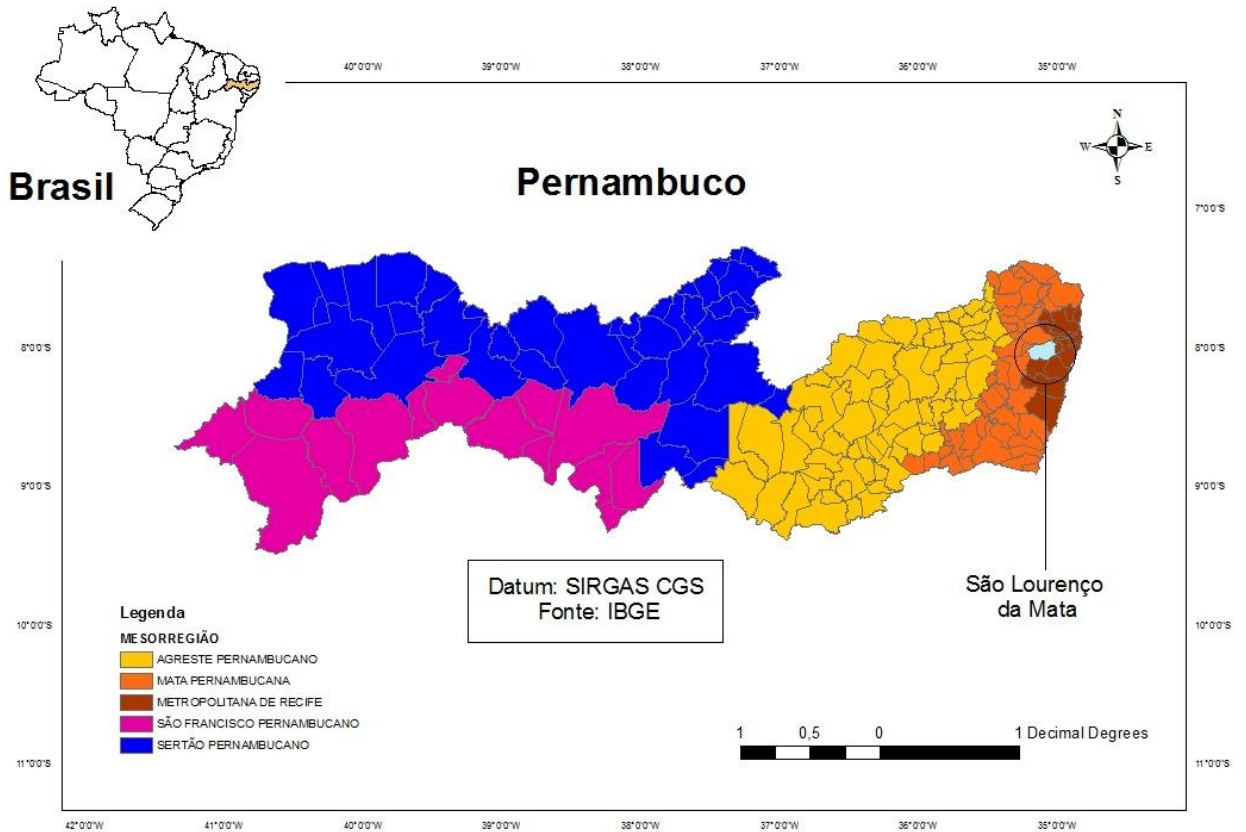 Brasil
Pernambuco
40°0'0"W 39°0'0"W 38°0'0"W 37°0'0"W 36°0'0"W 35°0'0"W
N
W E
S
7°0'0"S
8°0'0"S 8°0'0"S
9°0'0"S 9°0'0"S
Datum: SIRGAS CGS
Fonte: IBGE
São Lourenço
da Mata
10°0'0"S 10°0'0"S
Legenda
MESORREGIÃO
AGRESTE PERNAMBUCANO
MATA PERNAMBUCANA
METROPOLITANA DE RECIFE
SÃO FRANCISCO PERNAMBUCANO
SERTÃO PERNAMBUCANO
1 0,5 0 1 Decimal Degrees
11°0'0"S 11°0'0"S
42°0'0"W 41°0'0"W 40°0'0"W 39°0'0"W 38°0'0"W 37°0'0"W 36°0'0"W 35°0'0"W